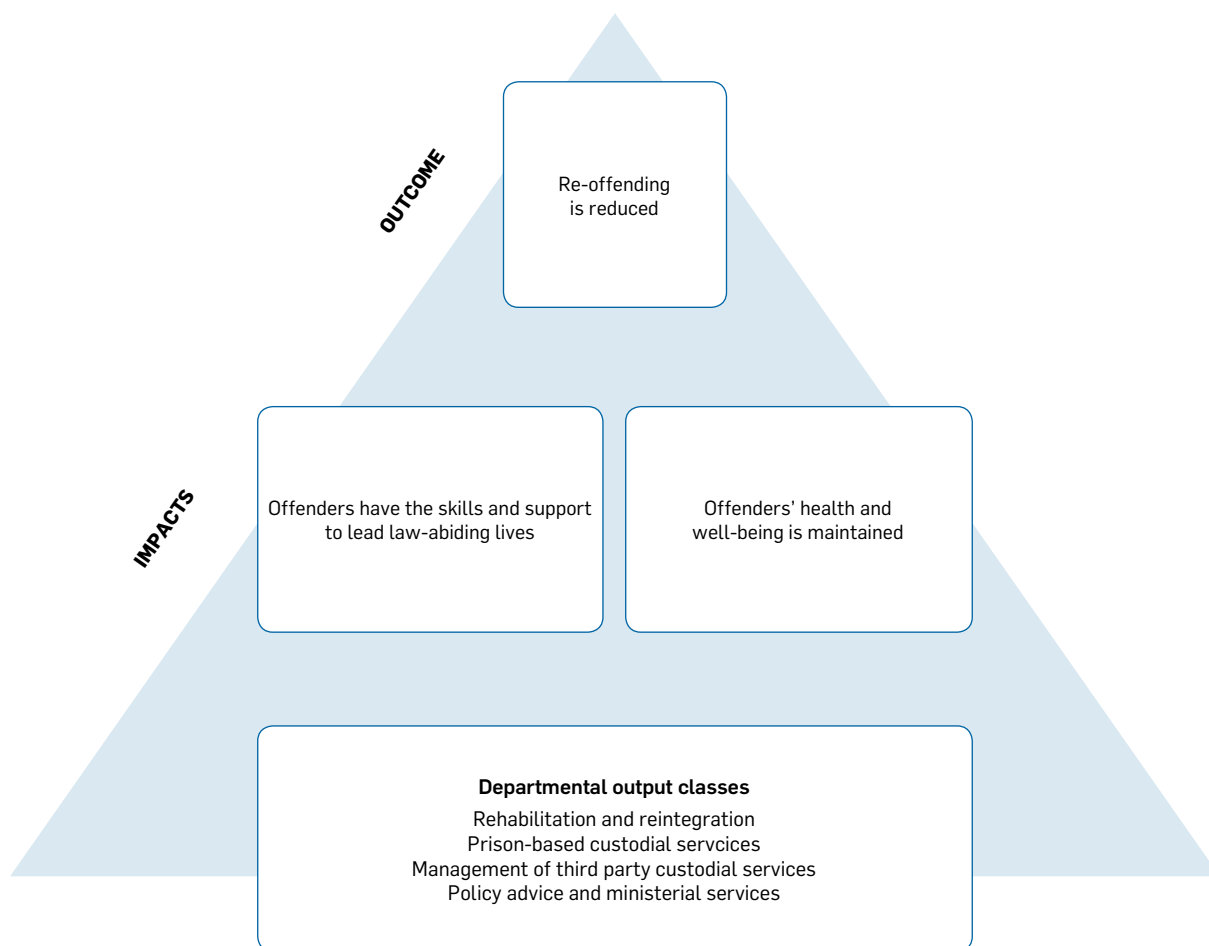 OUTCOME
Re-offending
is reduced
IMPACTS
Offenders have the skills and support
to lead law-abiding lives
Offenders’ health and
well-being is maintained
Departmental output classes
Rehabilitation and reintegration
Prison-based custodial servcices
Management of third party custodial services
Policy advice and ministerial services